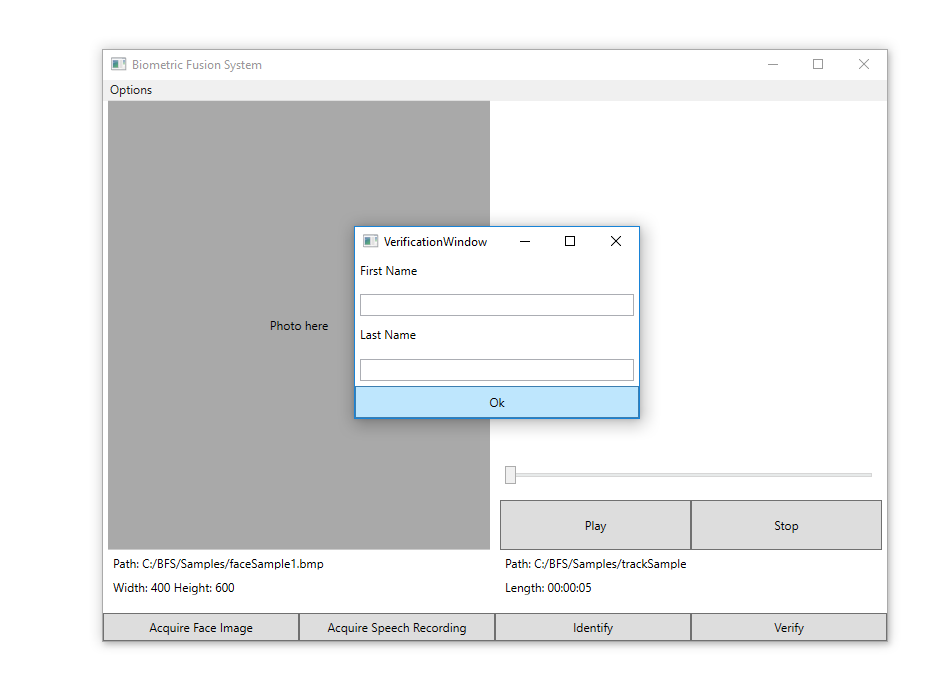 Biometric Fusion System
Options
Photo here
VerificationWindow
First Name
Last Name
Ok
Play Stop
Path: C:/BFS/Samples/faceSample1.bmp
Width: 400 Height: 600
Path: C:/BFS/Samples/trackSample
Length: 00:00:05
Acquire Face Image Acquire Speech Recording Identify Verify